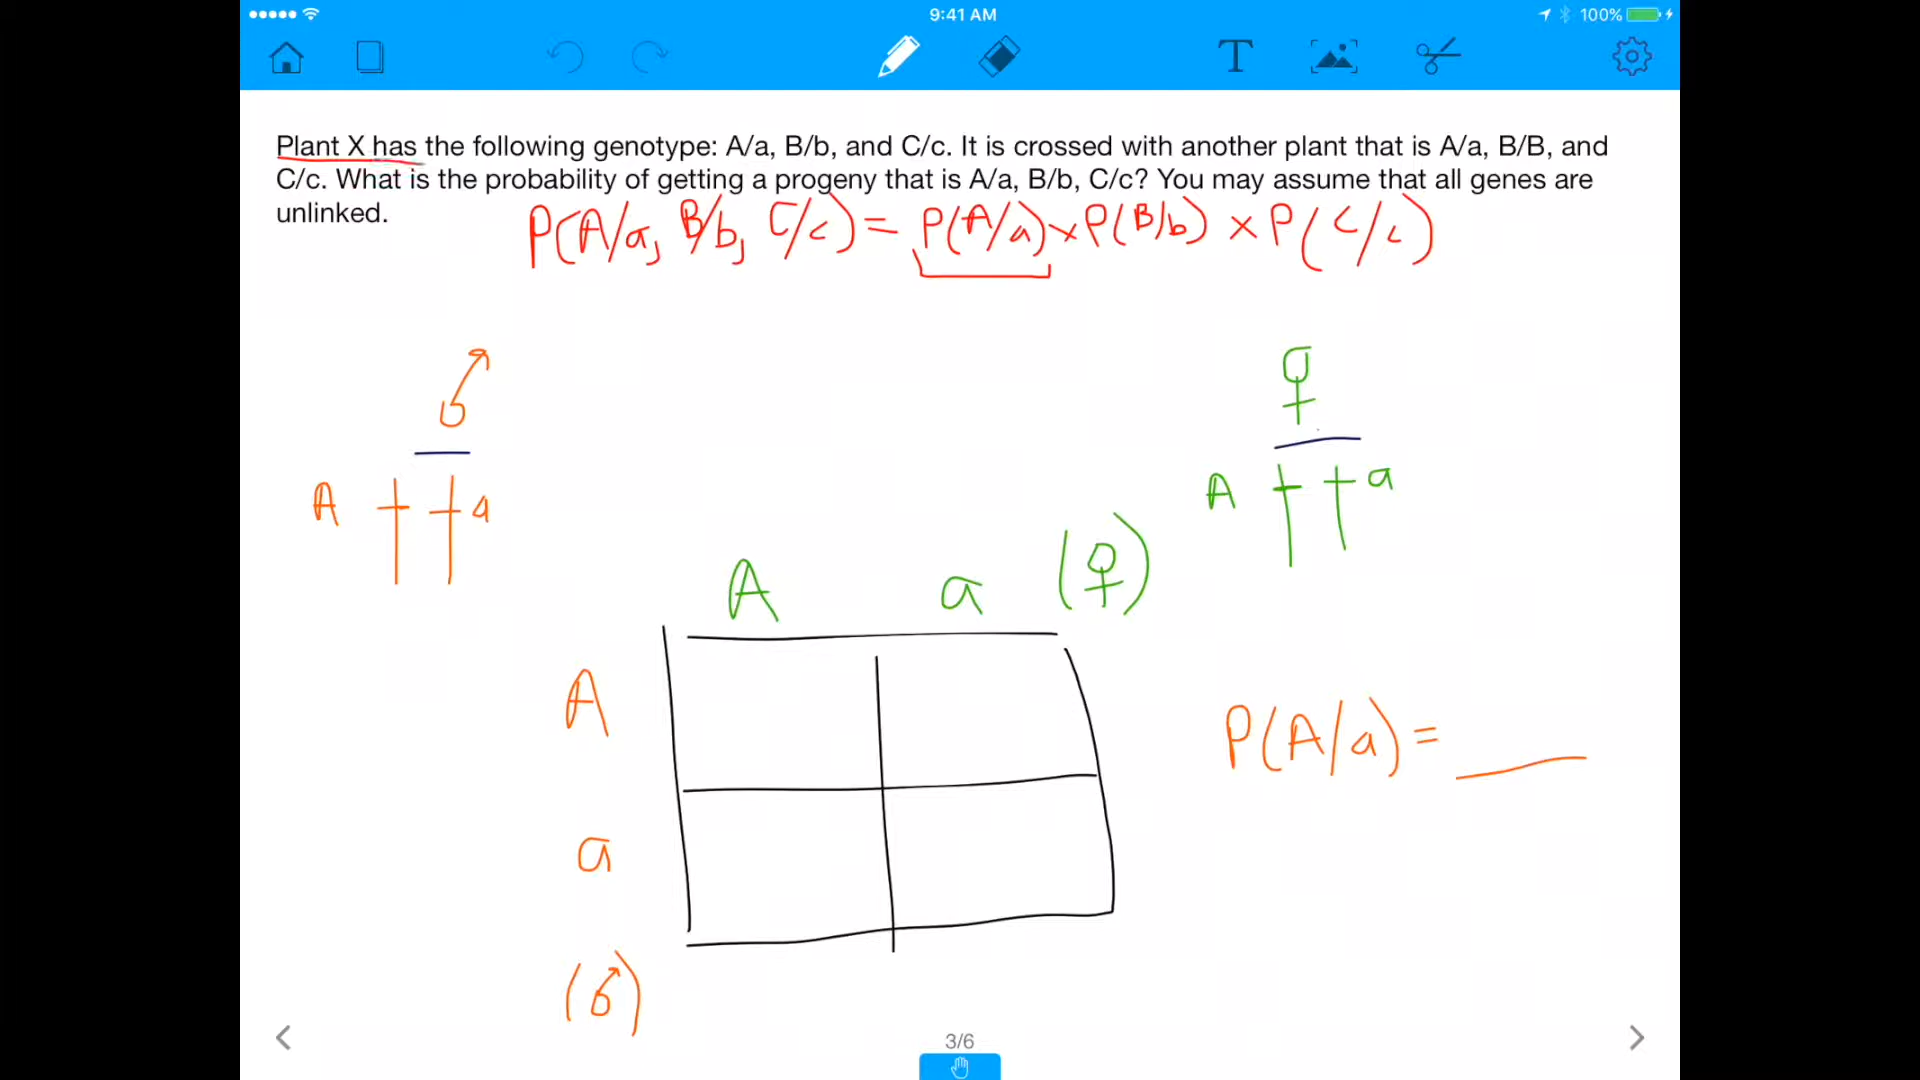 9:41 AM
100%
T
Plant X has the following genotype: A/a, B/b, and C/c. It is crossed with another plant that is A/a, B/B, and
C/c. What is the probability of getting a progeny that is A/a, B/b, C/c? You may assume that all genes are
unlinked.
P(A/a, B/b, C/c) = P(A/a) × P(B/b) × P(C/c)
♂
♀
A a
A a
A a (♀)
A
P(A/a) = ____
a
(♂)
3/6